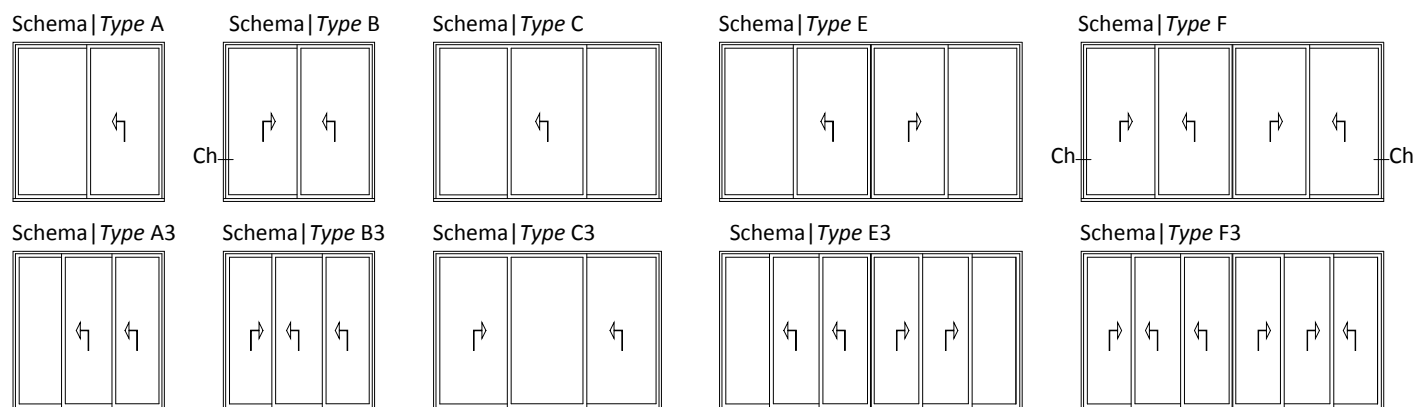 Schema|Type A
Schema|Type B
Schema|Type C
Schema|Type E
Schema|Type F
Ch
Ch
Ch
Schema|Type A3
Schema|Type B3
Schema|Type C3
Schema|Type E3
Schema|Type F3